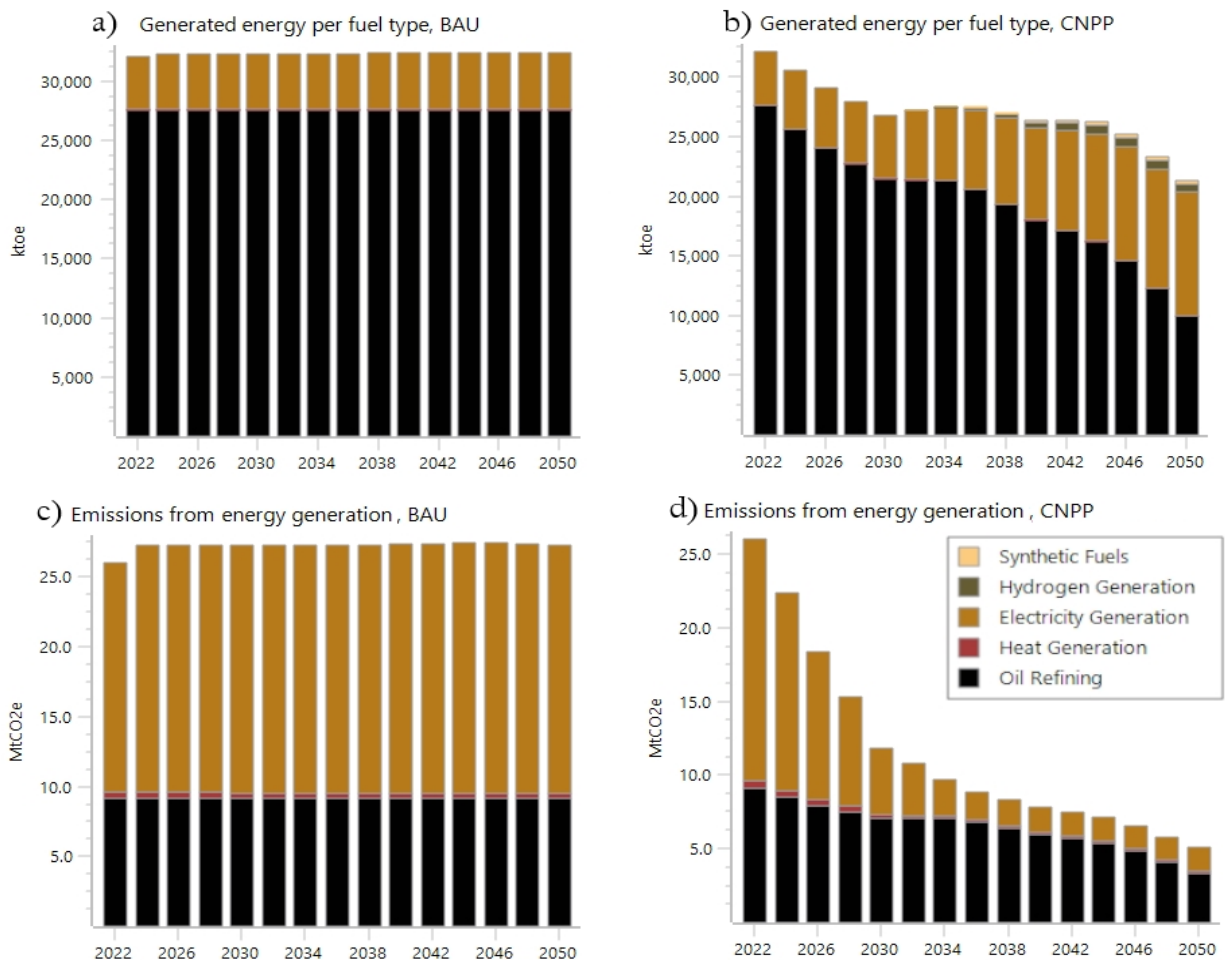 a) Generated energy per fuel type, BAU
ktoe
30,000
25,000
20,000
15,000
10,000
5,000
2022 2026 2030 2034 2038 2042 2046 2050
b) Generated energy per fuel type, CNPP
ktoe
30,000
25,000
20,000
15,000
10,000
5,000
2022 2026 2030 2034 2038 2042 2046 2050
c) Emissions from energy generation , BAU
MtCO2e
25.0
20.0
15.0
10.0
5.0
2022 2026 2030 2034 2038 2042 2046 2050
d) Emissions from energy generation , CNPP
MtCO2e
25.0
20.0
15.0
10.0
5.0
2022 2026 2030 2034 2038 2042 2046 2050
Synthetic Fuels
Hydrogen Generation
Electricity Generation
Heat Generation
Oil Refining